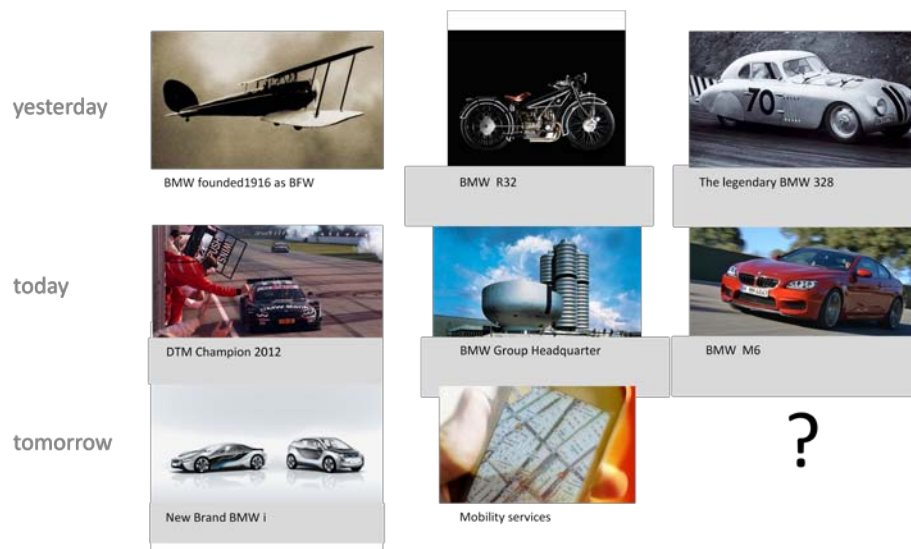 yesterday
BMW founded1916 as BFW
BMW R32
The legendary BMW 328
70
today
DTM Champion 2012
BMW Group Headquarter
BMW M6
tomorrow
?
New Brand BMW i
Mobility services